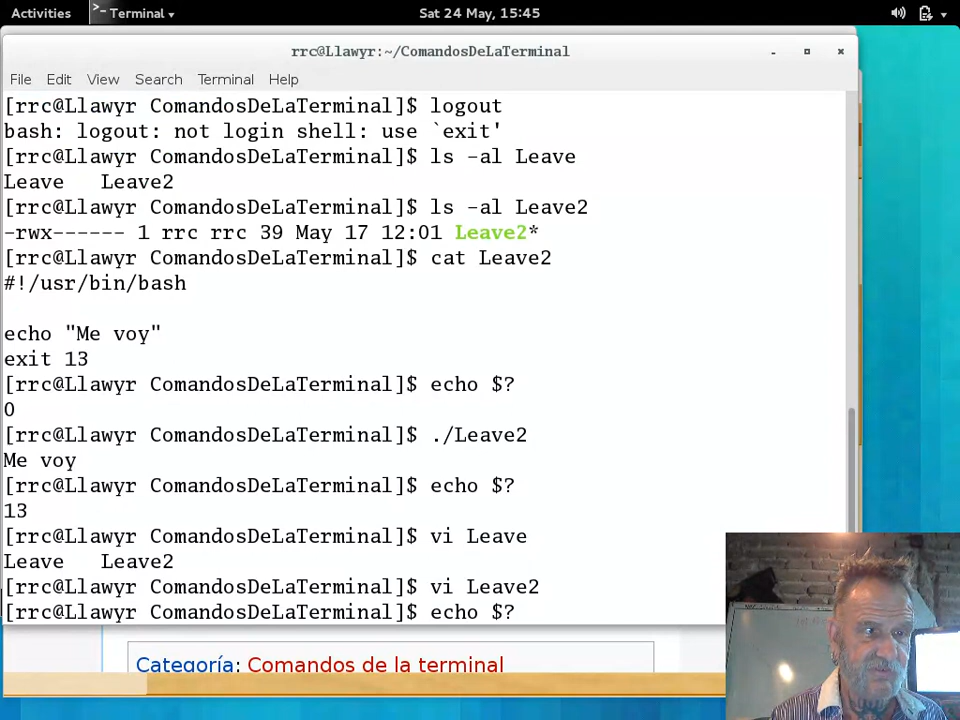 Activities
Terminal
Sat 24 May, 15:45
rrc@Llawyr:~/ComandosDeLaTerminal
File Edit View Search Terminal Help
[rrc@Llawyr ComandosDeLaTerminal]$ logout
bash: logout: not login shell: use `exit'
[rrc@Llawyr ComandosDeLaTerminal]$ ls -al Leave
Leave   Leave2
[rrc@Llawyr ComandosDeLaTerminal]$ ls -al Leave2
-rwx------ 1 rrc rrc 39 May 17 12:01 Leave2*
[rrc@Llawyr ComandosDeLaTerminal]$ cat Leave2
#!/usr/bin/bash
echo "Me voy"
exit 13
[rrc@Llawyr ComandosDeLaTerminal]$ echo $?
0
[rrc@Llawyr ComandosDeLaTerminal]$ ./Leave2
Me voy
[rrc@Llawyr ComandosDeLaTerminal]$ echo $?
13
[rrc@Llawyr ComandosDeLaTerminal]$ vi Leave
Leave   Leave2
[rrc@Llawyr ComandosDeLaTerminal]$ vi Leave2
[rrc@Llawyr ComandosDeLaTerminal]$ echo $?
Categoría: Comandos de la terminal